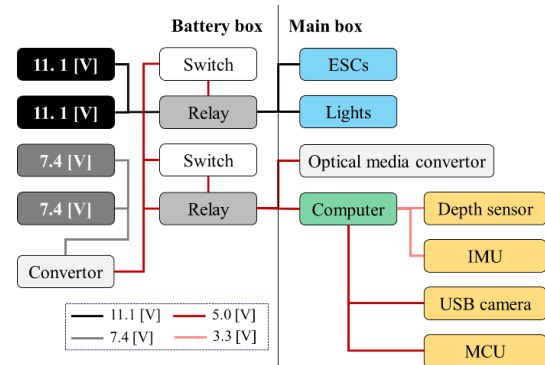 Battery box
Main box
11. 1 [V]
Switch
ESCs
11. 1 [V]
Relay
Lights
7.4 [V]
Switch
Optical media convertor
7.4 [V]
Relay
Computer
Depth sensor
Convertor
IMU
11.1 [V]
5.0 [V]
USB camera
7.4 [V]
3.3 [V]
MCU